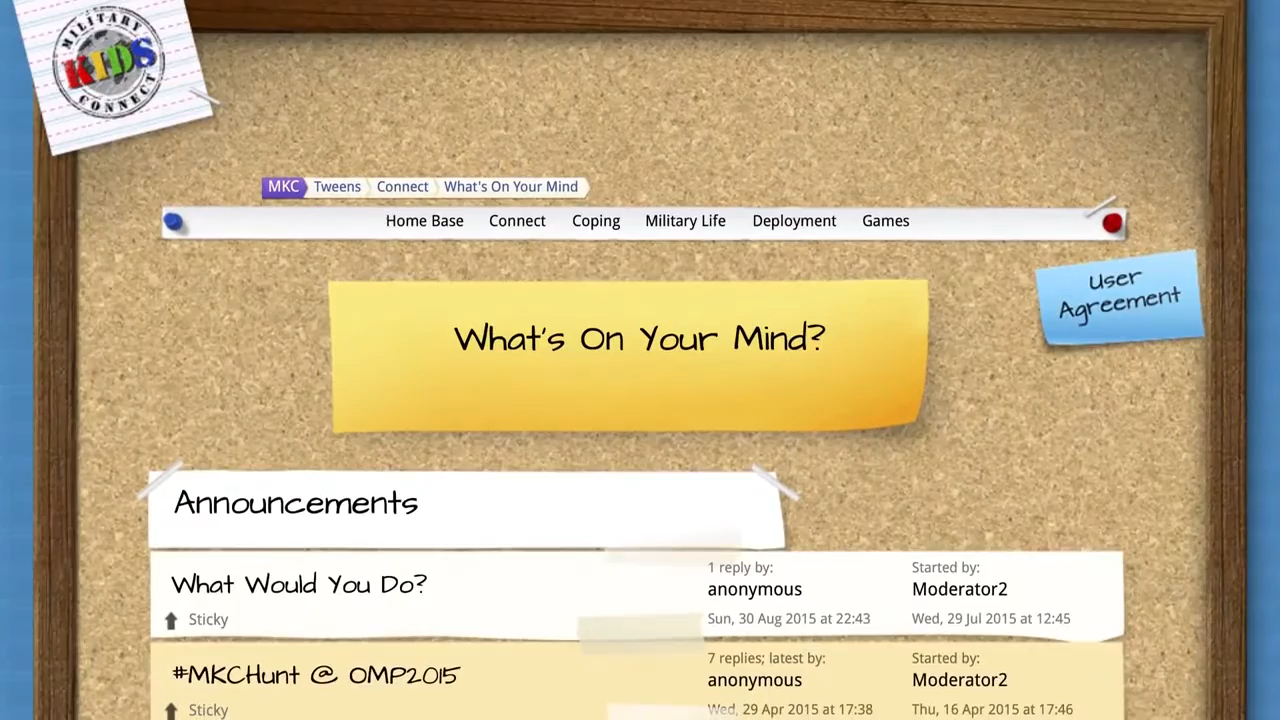 MILITARY
KIDS
CONNECT
MKC Tweens Connect What's On Your Mind
Home Base Connect Coping Military Life Deployment Games
User
Agreement
What's On Your Mind?
Announcements
What Would You Do?
Sticky
1 reply by:
anonymous
Sun, 30 Aug 2015 at 22:43
Started by:
Moderator2
Wed, 29 Jul 2015 at 12:45
#MKCHunt @ OMP2015
Sticky
7 replies; latest by:
anonymous
Wed, 29 Apr 2015 at 17:38
Started by:
Moderator2
Thu, 16 Apr 2015 at 17:46